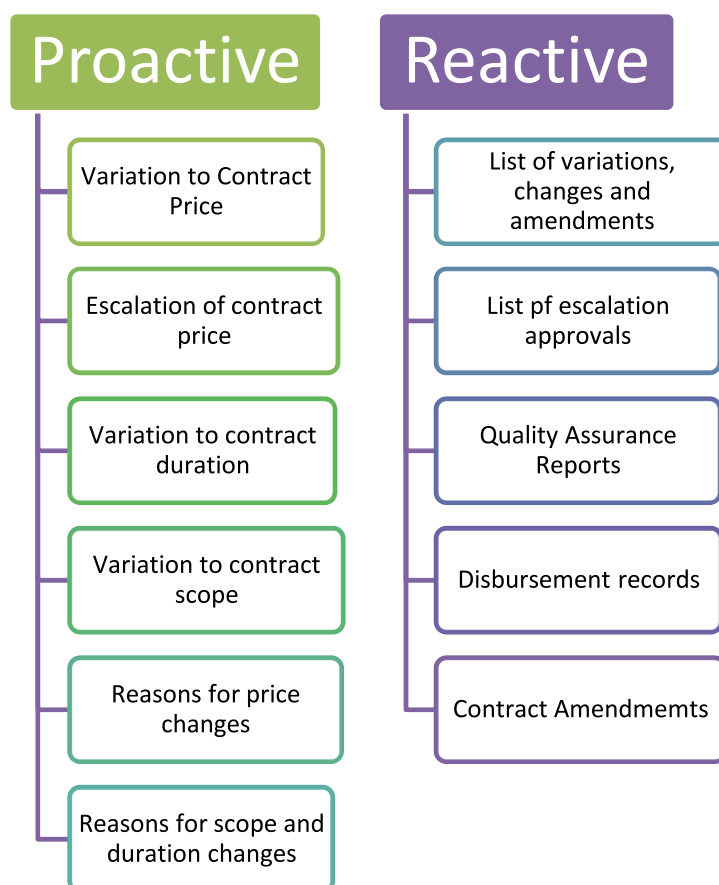 Proactive
Variation to Contract
Price
Escalation of contract
price
Variation to contract
duration
Variation to contract
scope
Reasons for price
changes
Reasons for scope and
duration changes
Reactive
List of variations,
changes and
amendments
List pf escalation
approvals
Quality Assurance
Reports
Disbursement records
Contract Amendmemts